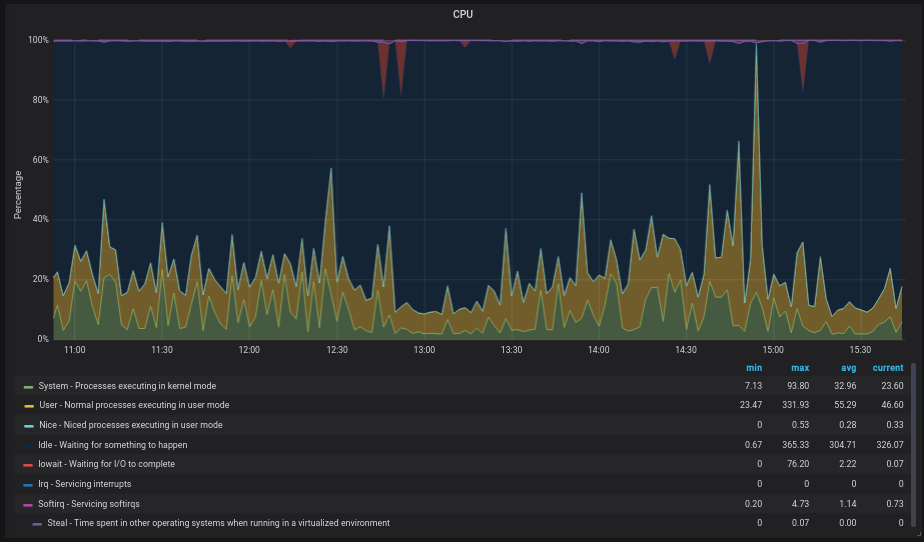 CPU
100%
80%
60%
40%
20%
0%
Percentage
11:00 11:30 12:00 12:30 13:00 13:30 14:00 14:30 15:00 15:30
min max avg current
System - Processes executing in kernel mode 7.13 93.80 32.96 23.60
User - Normal processes executing in user mode 23.47 331.93 55.29 46.60
Nice - Niced processes executing in user mode 0 0.53 0.28 0.33
Idle - Waiting for something to happen 0.67 365.33 304.71 326.07
Iowait - Waiting for I/O to complete 0 76.20 2.22 0.07
Irq - Servicing interrupts 0 0 0 0
Softirq - Servicing softirqs 0.20 4.73 1.14 0.73
Steal - Time spent in other operating systems when running in a virtualized environment 0 0.07 0.00 0